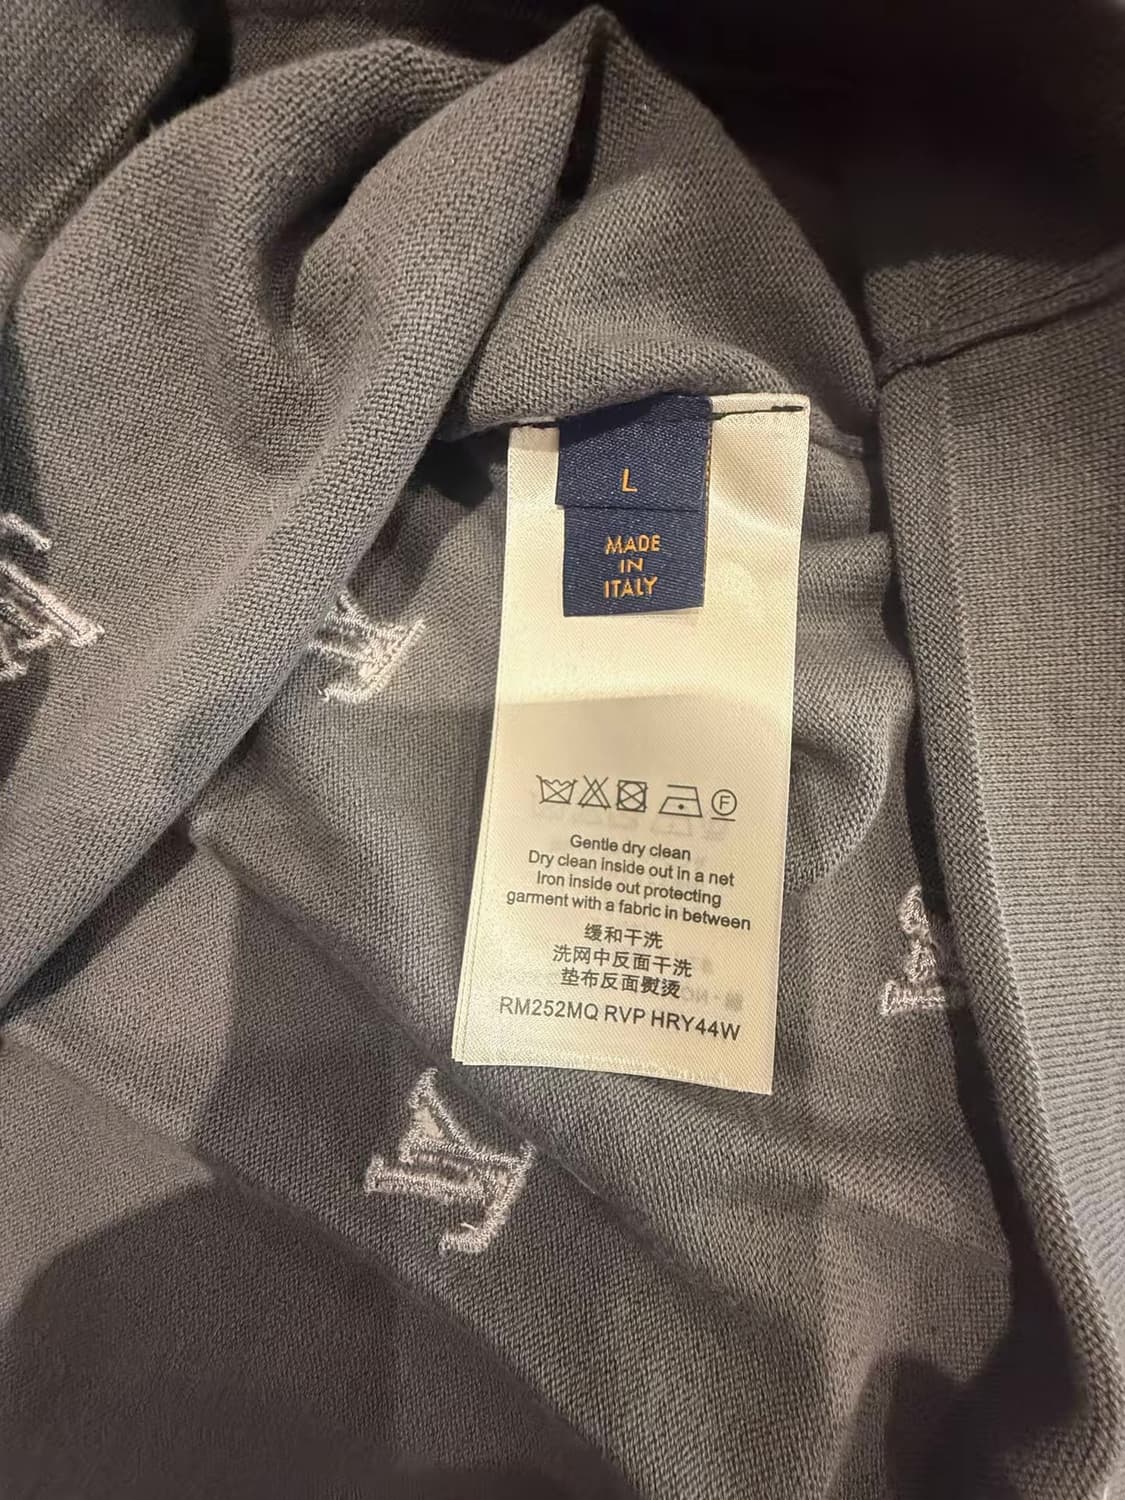 L
MADE
IN
ITALY
F
Gentle dry clean
Dry clean inside out in a net
Iron inside out protecting
garment with a fabric in between
缓和干洗
洗网中反面干洗
垫布反面熨烫
RM252MQ RVP HRY44W